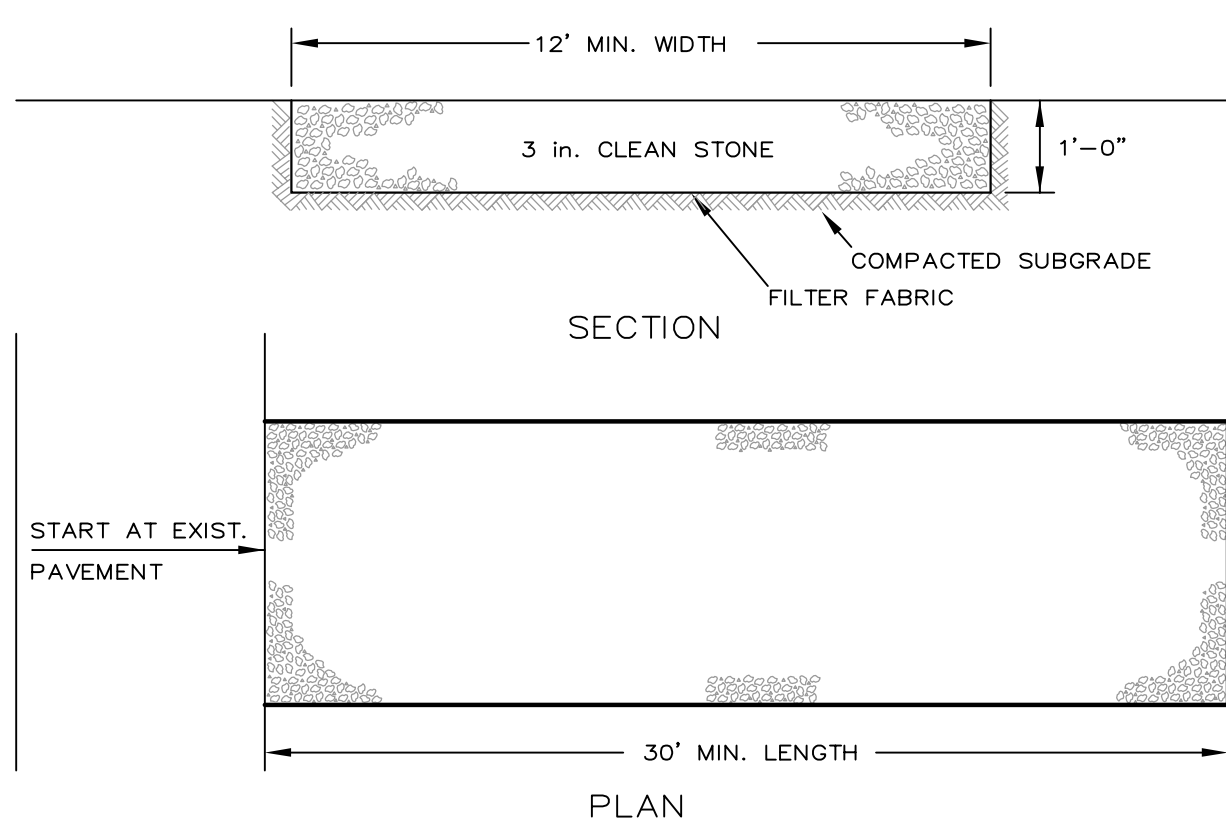 12' MIN. WIDTH
3 in. CLEAN STONE
1'-0"
COMPACTED SUBGRADE
FILTER FABRIC
SECTION
START AT EXIST.
PAVEMENT
30' MIN. LENGTH
PLAN